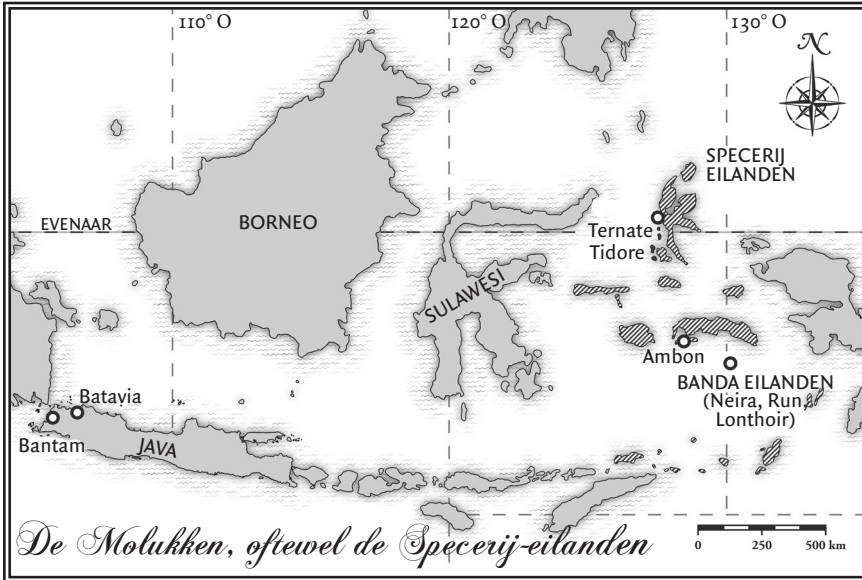 110° O
120° O
130° O
N
SPECERIJ
EILANDEN
EVENAAR
BORNEO
Ternate
Tidore
SULAWESI
Ambon
BANDA EILANDEN
(Neira, Run,
Lonthoir)
Batavia
Bantam
JAVA
De Molukken, oftewel de Specerij-eilanden
0 250 500 km